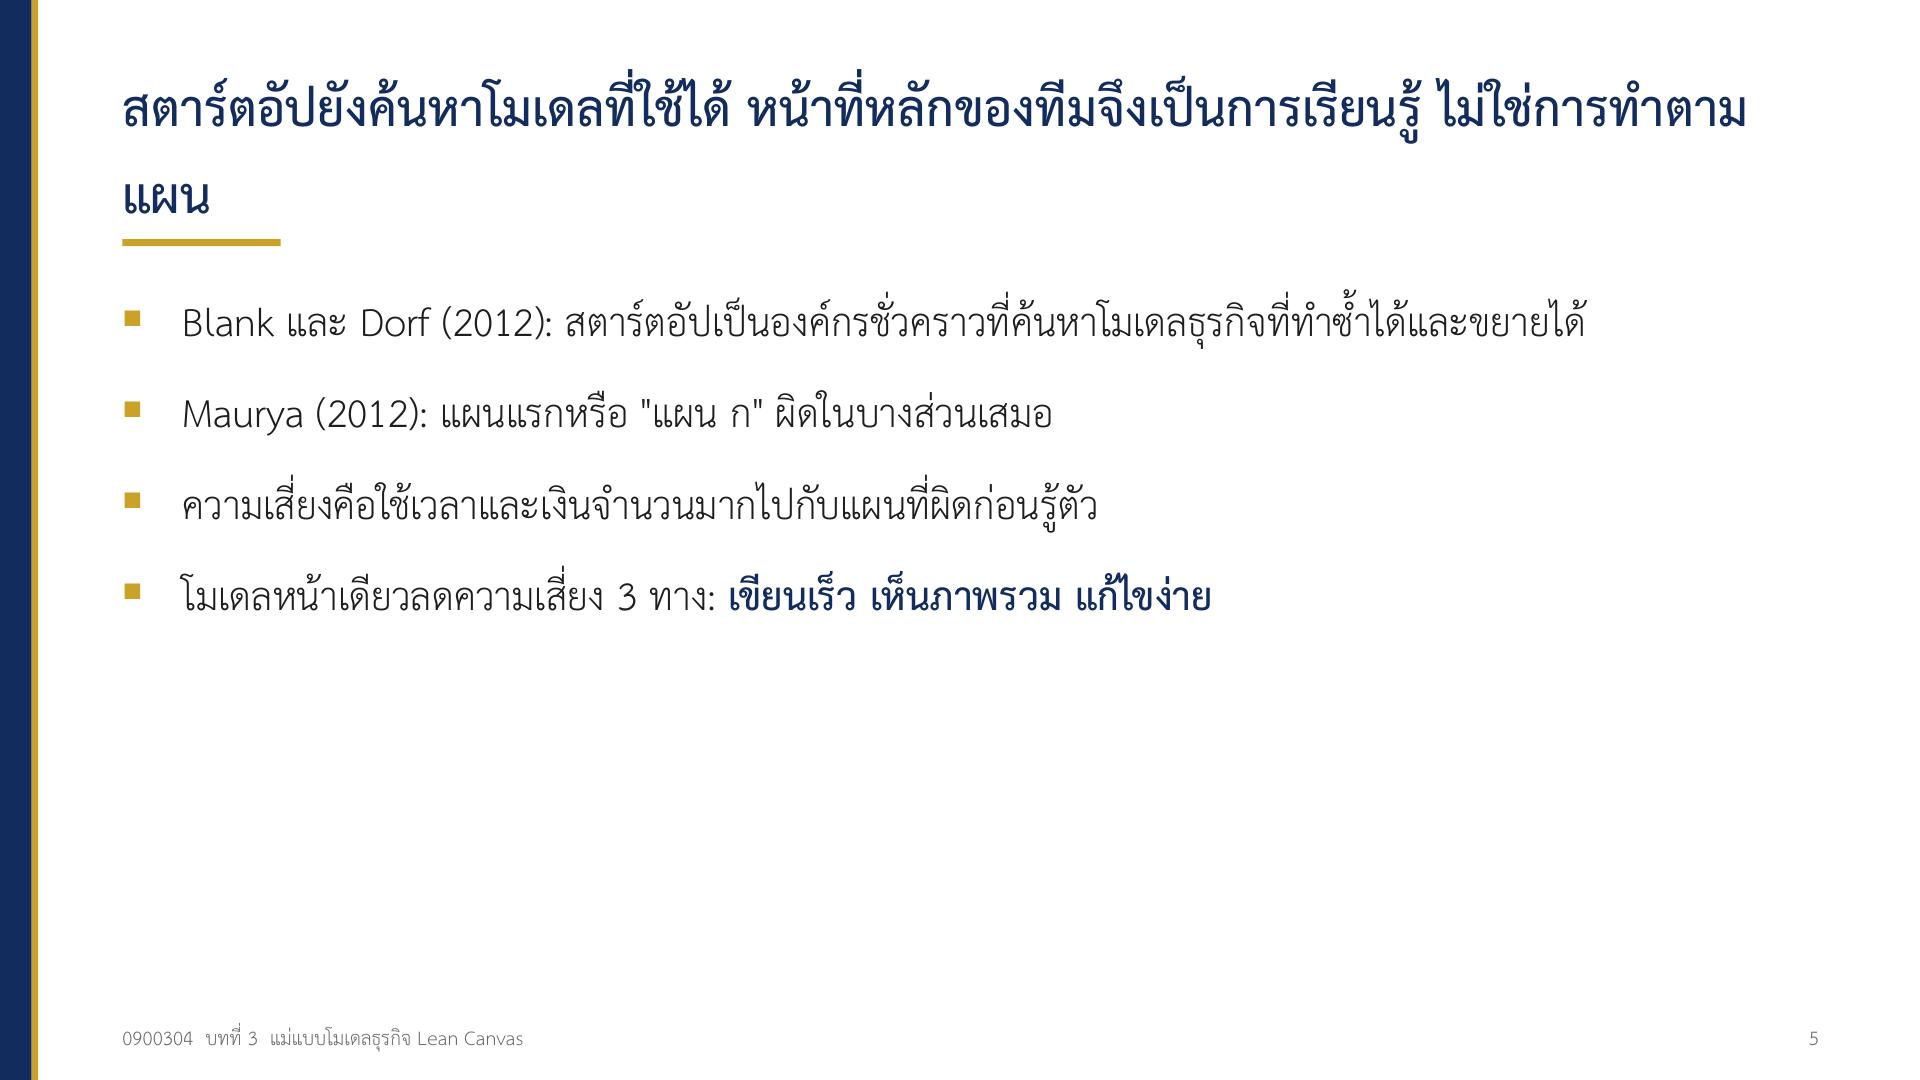 สตาร์ตอัปยังค้นหาโมเดลที่ใช้ได้ หน้าที่หลักของทีมจึงเป็นการเรียนรู้ ไม่ใช่การทำตาม
แผน
Blank และ Dorf (2012): สตาร์ตอัปเป็นองค์กรชั่วคราวที่ค้นหาโมเดลธุรกิจที่ทำซ้ำได้และขยายได้
Maurya (2012): แผนแรกหรือ "แผน ก" ผิดในบางส่วนเสมอ
ความเสี่ยงคือใช้เวลาและเงินจำนวนมากไปกับแผนที่ผิดก่อนรู้ตัว
โมเดลหน้าเดียวลดความเสี่ยง 3 ทาง: เขียนเร็ว เห็นภาพรวม แก้ไขง่าย
0900304 บทที่ 3 แม่แบบโมเดลธุรกิจ Lean Canvas
5